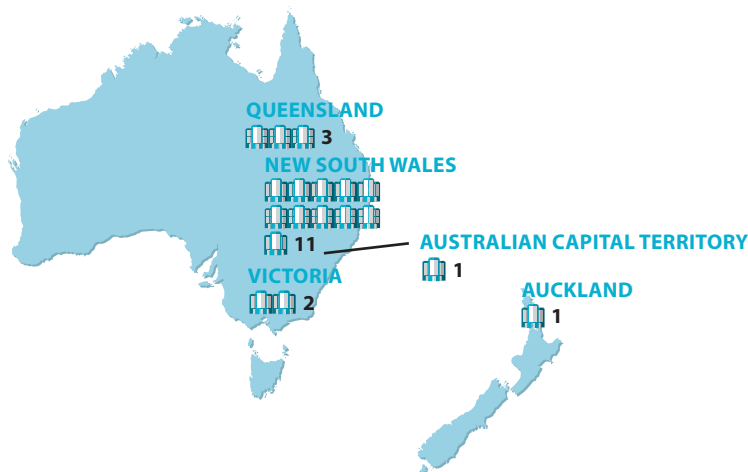 QUEENSLAND
3
NEW SOUTH WALES
11
AUSTRALIAN CAPITAL TERRITORY
1
VICTORIA
2
AUCKLAND
1